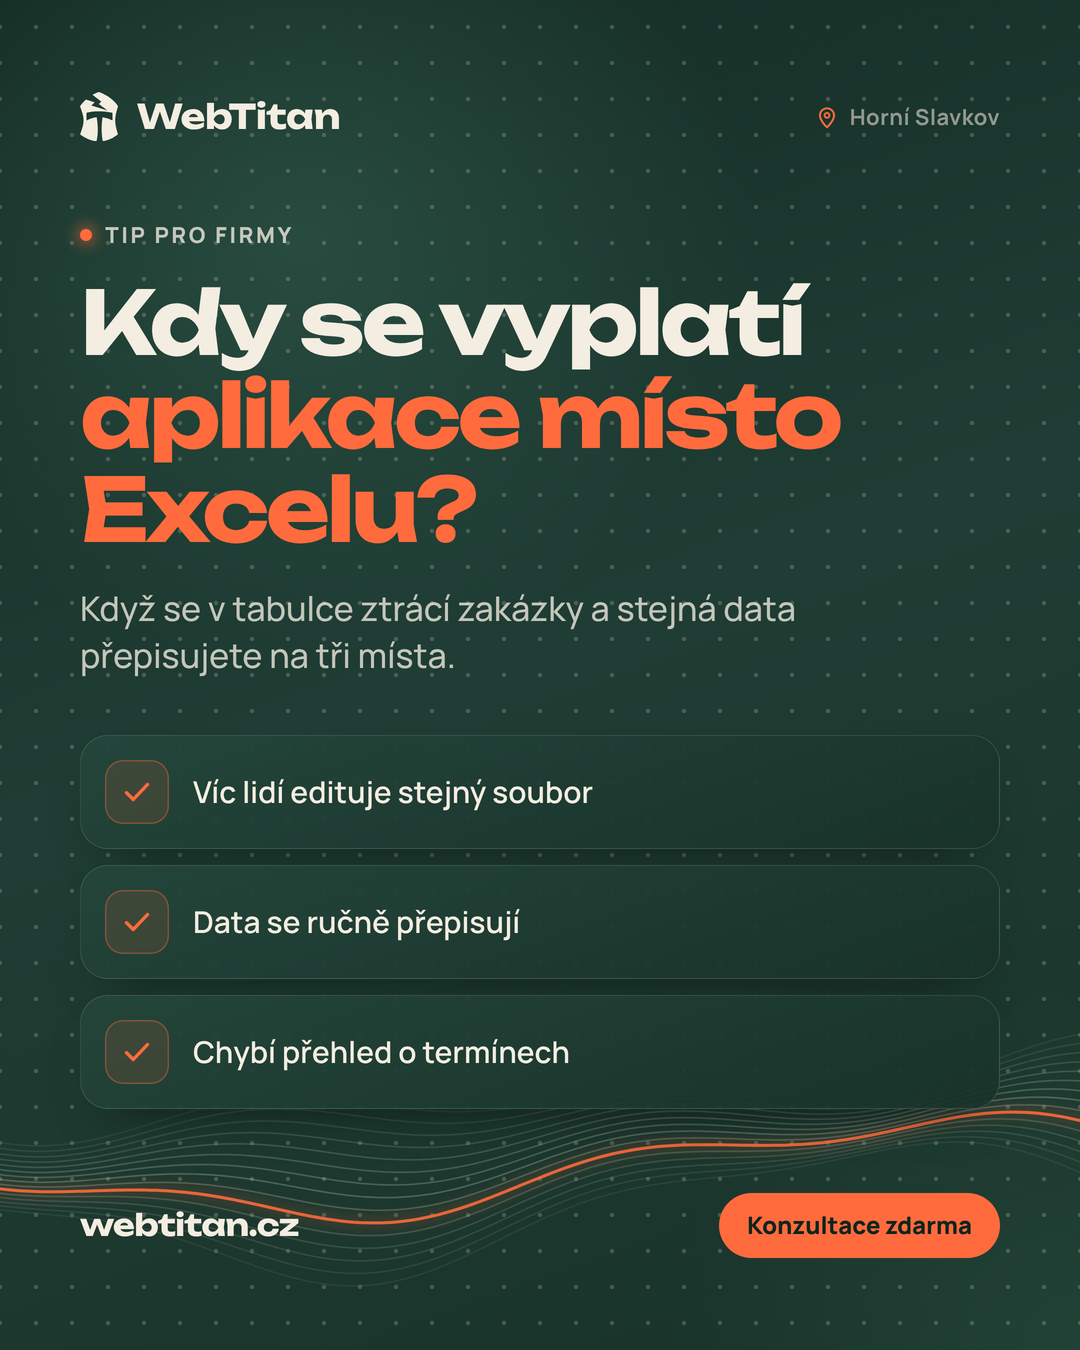 WebTitan
Horní Slavkov
TIP PRO FIRMY
Kdy se vyplatí
aplikace místo
Excelu?
Když se v tabulce ztrácí zakázky a stejná data
přepisujete na tři místa.
Víc lidí edituje stejný soubor
Data se ručně přepisují
Chybí přehled o termínech
webtitan.cz
Konzultace zdarma